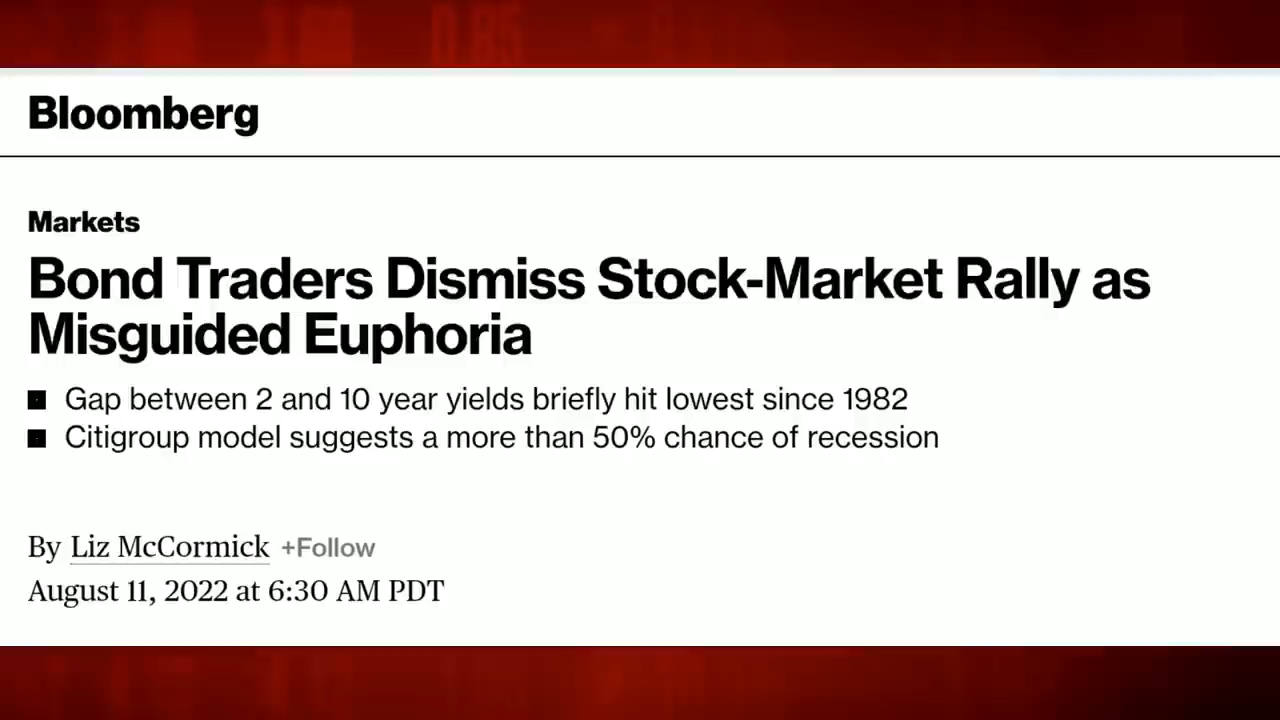 0.85
Bloomberg
Markets
Bond Traders Dismiss Stock-Market Rally as
Misguided Euphoria
Gap between 2 and 10 year yields briefly hit lowest since 1982
Citigroup model suggests a more than 50% chance of recession
By Liz McCormick +Follow
August 11, 2022 at 6:30 AM PDT